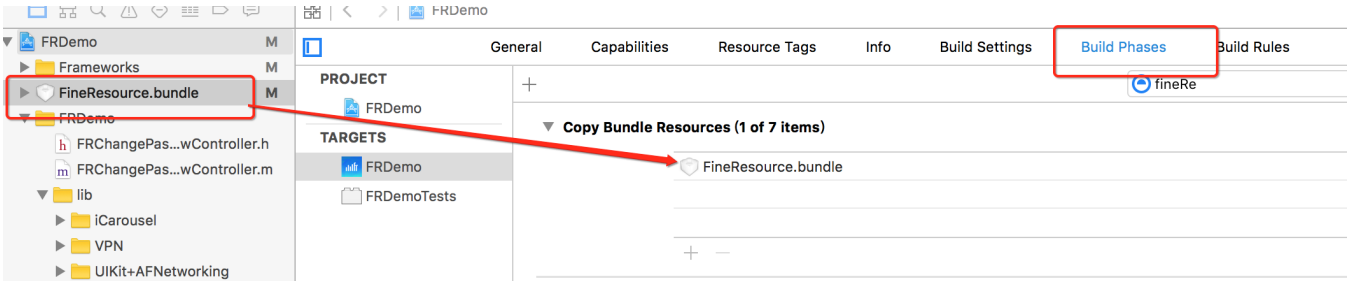 FRDemo
FRDemo M
Frameworks M
FineResource.bundle M
FRDemo
h FRChangePas...wController.h
m FRChangePas...wController.m
lib
iCarousel
VPN
UIKit+AFNetworking
General Capabilities Resource Tags Info Build Settings Build Phases Build Rules
PROJECT
FRDemo
TARGETS
FRDemo
FRDemoTests
fineRe
Copy Bundle Resources (1 of 7 items)
FineResource.bundle